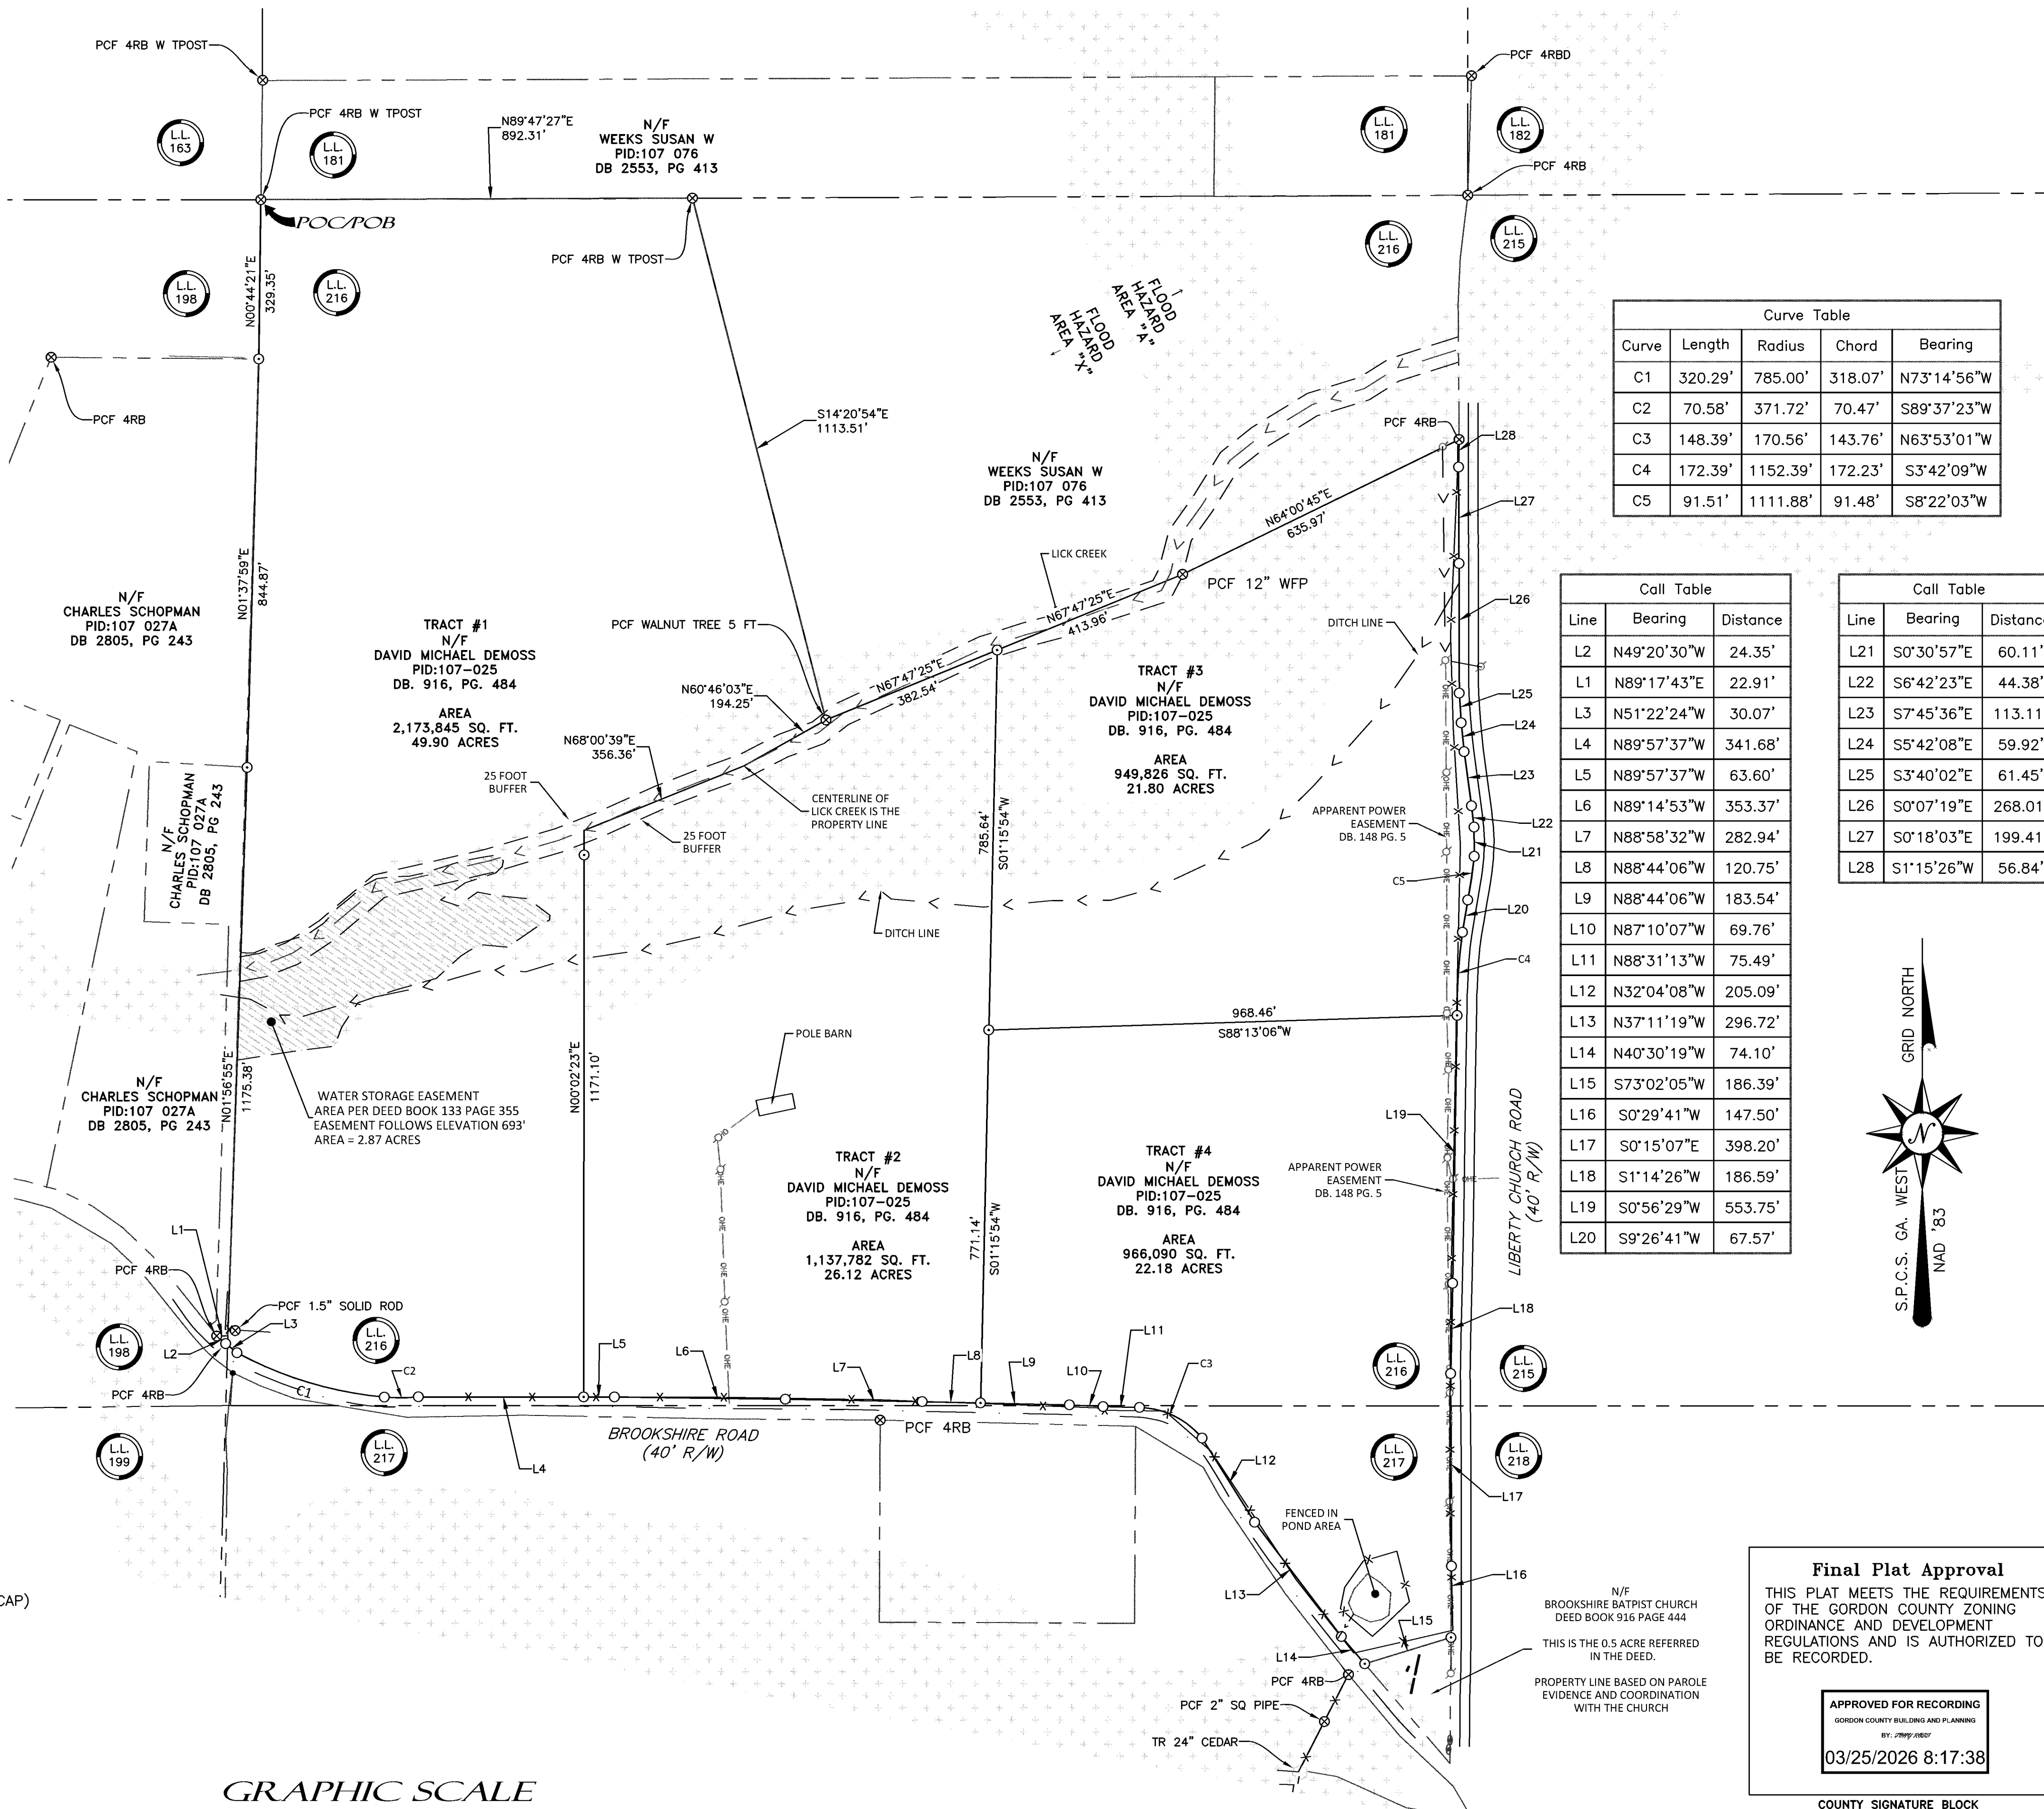 PCF 4RB W TPOST
PCF 4RBD
PCF 4RB W TPOST
N89°47'27"E
892.31'
N/F
WEEKS SUSAN W
PID:107 076
DB 2553, PG 413
L.L.
163
L.L.
181
L.L.
181
L.L.
182
PCF 4RB
POC/POB
PCF 4RB W TPOST
L.L.
198
L.L.
216
L.L.
216
L.L.
215
N00°44'21"E
329.35'
FLOOD
HAZARD
AREA "A"
FLOOD
HAZARD
AREA "X"
PCF 4RB
S14°20'54"E
1113.51'
N/F
WEEKS SUSAN W
PID:107 076
DB 2553, PG 413
PCF 4RB
L28
L27
L26
N64°00'45"E
635.97'
LICK CREEK
PCF 12" WFP
N67°47'25"E
413.96'
N01°37'59"E
844.87'
N/F
CHARLES SCHOPMAN
PID:107 027A
DB 2805, PG 243
TRACT #1
N/F
DAVID MICHAEL DEMOSS
PID:107-025
DB. 916, PG. 484
AREA
2,173,845 SQ. FT.
49.90 ACRES
PCF WALNUT TREE 5 FT
N60°46'03"E
194.25'
N67°47'25"E
382.54'
N68°00'39"E
356.36'
25 FOOT
BUFFER
CENTERLINE OF
LICK CREEK IS THE
PROPERTY LINE
25 FOOT
BUFFER
DITCH LINE
TRACT #3
N/F
DAVID MICHAEL DEMOSS
PID:107-025
DB. 916, PG. 484
AREA
949,826 SQ. FT.
21.80 ACRES
APPARENT POWER
EASEMENT
DB. 148 PG. 5
L25
L24
L23
L22
L21
C5
L20
C4
N/F
CHARLES SCHOPMAN
PID:107 027A
DB 2805, PG 243
785.64'
S01°15'54"W
DITCH LINE
968.46'
S88°13'06"W
POLE BARN
N00°02'23"E
1171.10'
WATER STORAGE EASEMENT
AREA PER DEED BOOK 133 PAGE 355
EASEMENT FOLLOWS ELEVATION 693'
AREA = 2.87 ACRES
N01°56'55"E
1175.38'
N/F
CHARLES SCHOPMAN
PID:107 027A
DB 2805, PG 243
TRACT #2
N/F
DAVID MICHAEL DEMOSS
PID:107-025
DB. 916, PG. 484
AREA
1,137,782 SQ. FT.
26.12 ACRES
771.14'
S01°15'54"W
TRACT #4
N/F
DAVID MICHAEL DEMOSS
PID:107-025
DB. 916, PG. 484
AREA
966,090 SQ. FT.
22.18 ACRES
APPARENT POWER
EASEMENT
DB. 148 PG. 5
L19
LIBERTY CHURCH ROAD
(40' R/W)
OHE
L1
PCF 4RB
PCF 1.5" SOLID ROD
L3
L2
L.L.
198
L.L.
216
PCF 4RB
C1
C2
L5
L6
L7
L8
L9
L10
L11
C3
L18
L.L.
216
L.L.
215
L.L.
199
L.L.
217
L4
BROOKSHIRE ROAD
(40' R/W)
PCF 4RB
L12
L.L.
217
L.L.
218
L17
FENCED IN
POND AREA
L13
L16
L15
L14
PCF 4RB
PCF 2" SQ PIPE
TR 24" CEDAR
N/F
BROOKSHIRE BATPIST CHURCH
DEED BOOK 916 PAGE 444
THIS IS THE 0.5 ACRE REFERRED
IN THE DEED.
PROPERTY LINE BASED ON PAROLE
EVIDENCE AND COORDINATION
WITH THE CHURCH
CAP)
GRAPHIC SCALE
Curve Table
Curve Length Radius Chord Bearing
C1 320.29' 785.00' 318.07' N73°14'56"W
C2 70.58' 371.72' 70.47' S89°37'23"W
C3 148.39' 170.56' 143.76' N63°53'01"W
C4 172.39' 1152.39' 172.23' S3°42'09"W
C5 91.51' 1111.88' 91.48' S8°22'03"W
Call Table
Line Bearing Distance
L2 N49°20'30"W 24.35'
L1 N89°17'43"E 22.91'
L3 N51°22'24"W 30.07'
L4 N89°57'37"W 341.68'
L5 N89°57'37"W 63.60'
L6 N89°14'53"W 353.37'
L7 N88°58'32"W 282.94'
L8 N88°44'06"W 120.75'
L9 N88°44'06"W 183.54'
L10 N87°10'07"W 69.76'
L11 N88°31'13"W 75.49'
L12 N32°04'08"W 205.09'
L13 N37°11'19"W 296.72'
L14 N40°30'19"W 74.10'
L15 S73°02'05"W 186.39'
L16 S0°29'41"W 147.50'
L17 S0°15'07"E 398.20'
L18 S1°14'26"W 186.59'
L19 S0°56'29"W 553.75'
L20 S9°26'41"W 67.57'
Call Table
Line Bearing Distance
L21 S0°30'57"E 60.11'
L22 S6°42'23"E 44.38'
L23 S7°45'36"E 113.11
L24 S5°42'08"E 59.92'
L25 S3°40'02"E 61.45'
L26 S0°07'19"E 268.01
L27 S0°18'03"E 199.41
L28 S1°15'26"W 56.84'
GRID NORTH
N
S.P.C.S. GA. WEST
NAD '83
Final Plat Approval
THIS PLAT MEETS THE REQUIREMENTS
OF THE GORDON COUNTY ZONING
ORDINANCE AND DEVELOPMENT
REGULATIONS AND IS AUTHORIZED TO
BE RECORDED.
APPROVED FOR RECORDING
GORDON COUNTY BUILDING AND PLANNING
BY:
03/25/2026 8:17:38
COUNTY SIGNATURE BLOCK